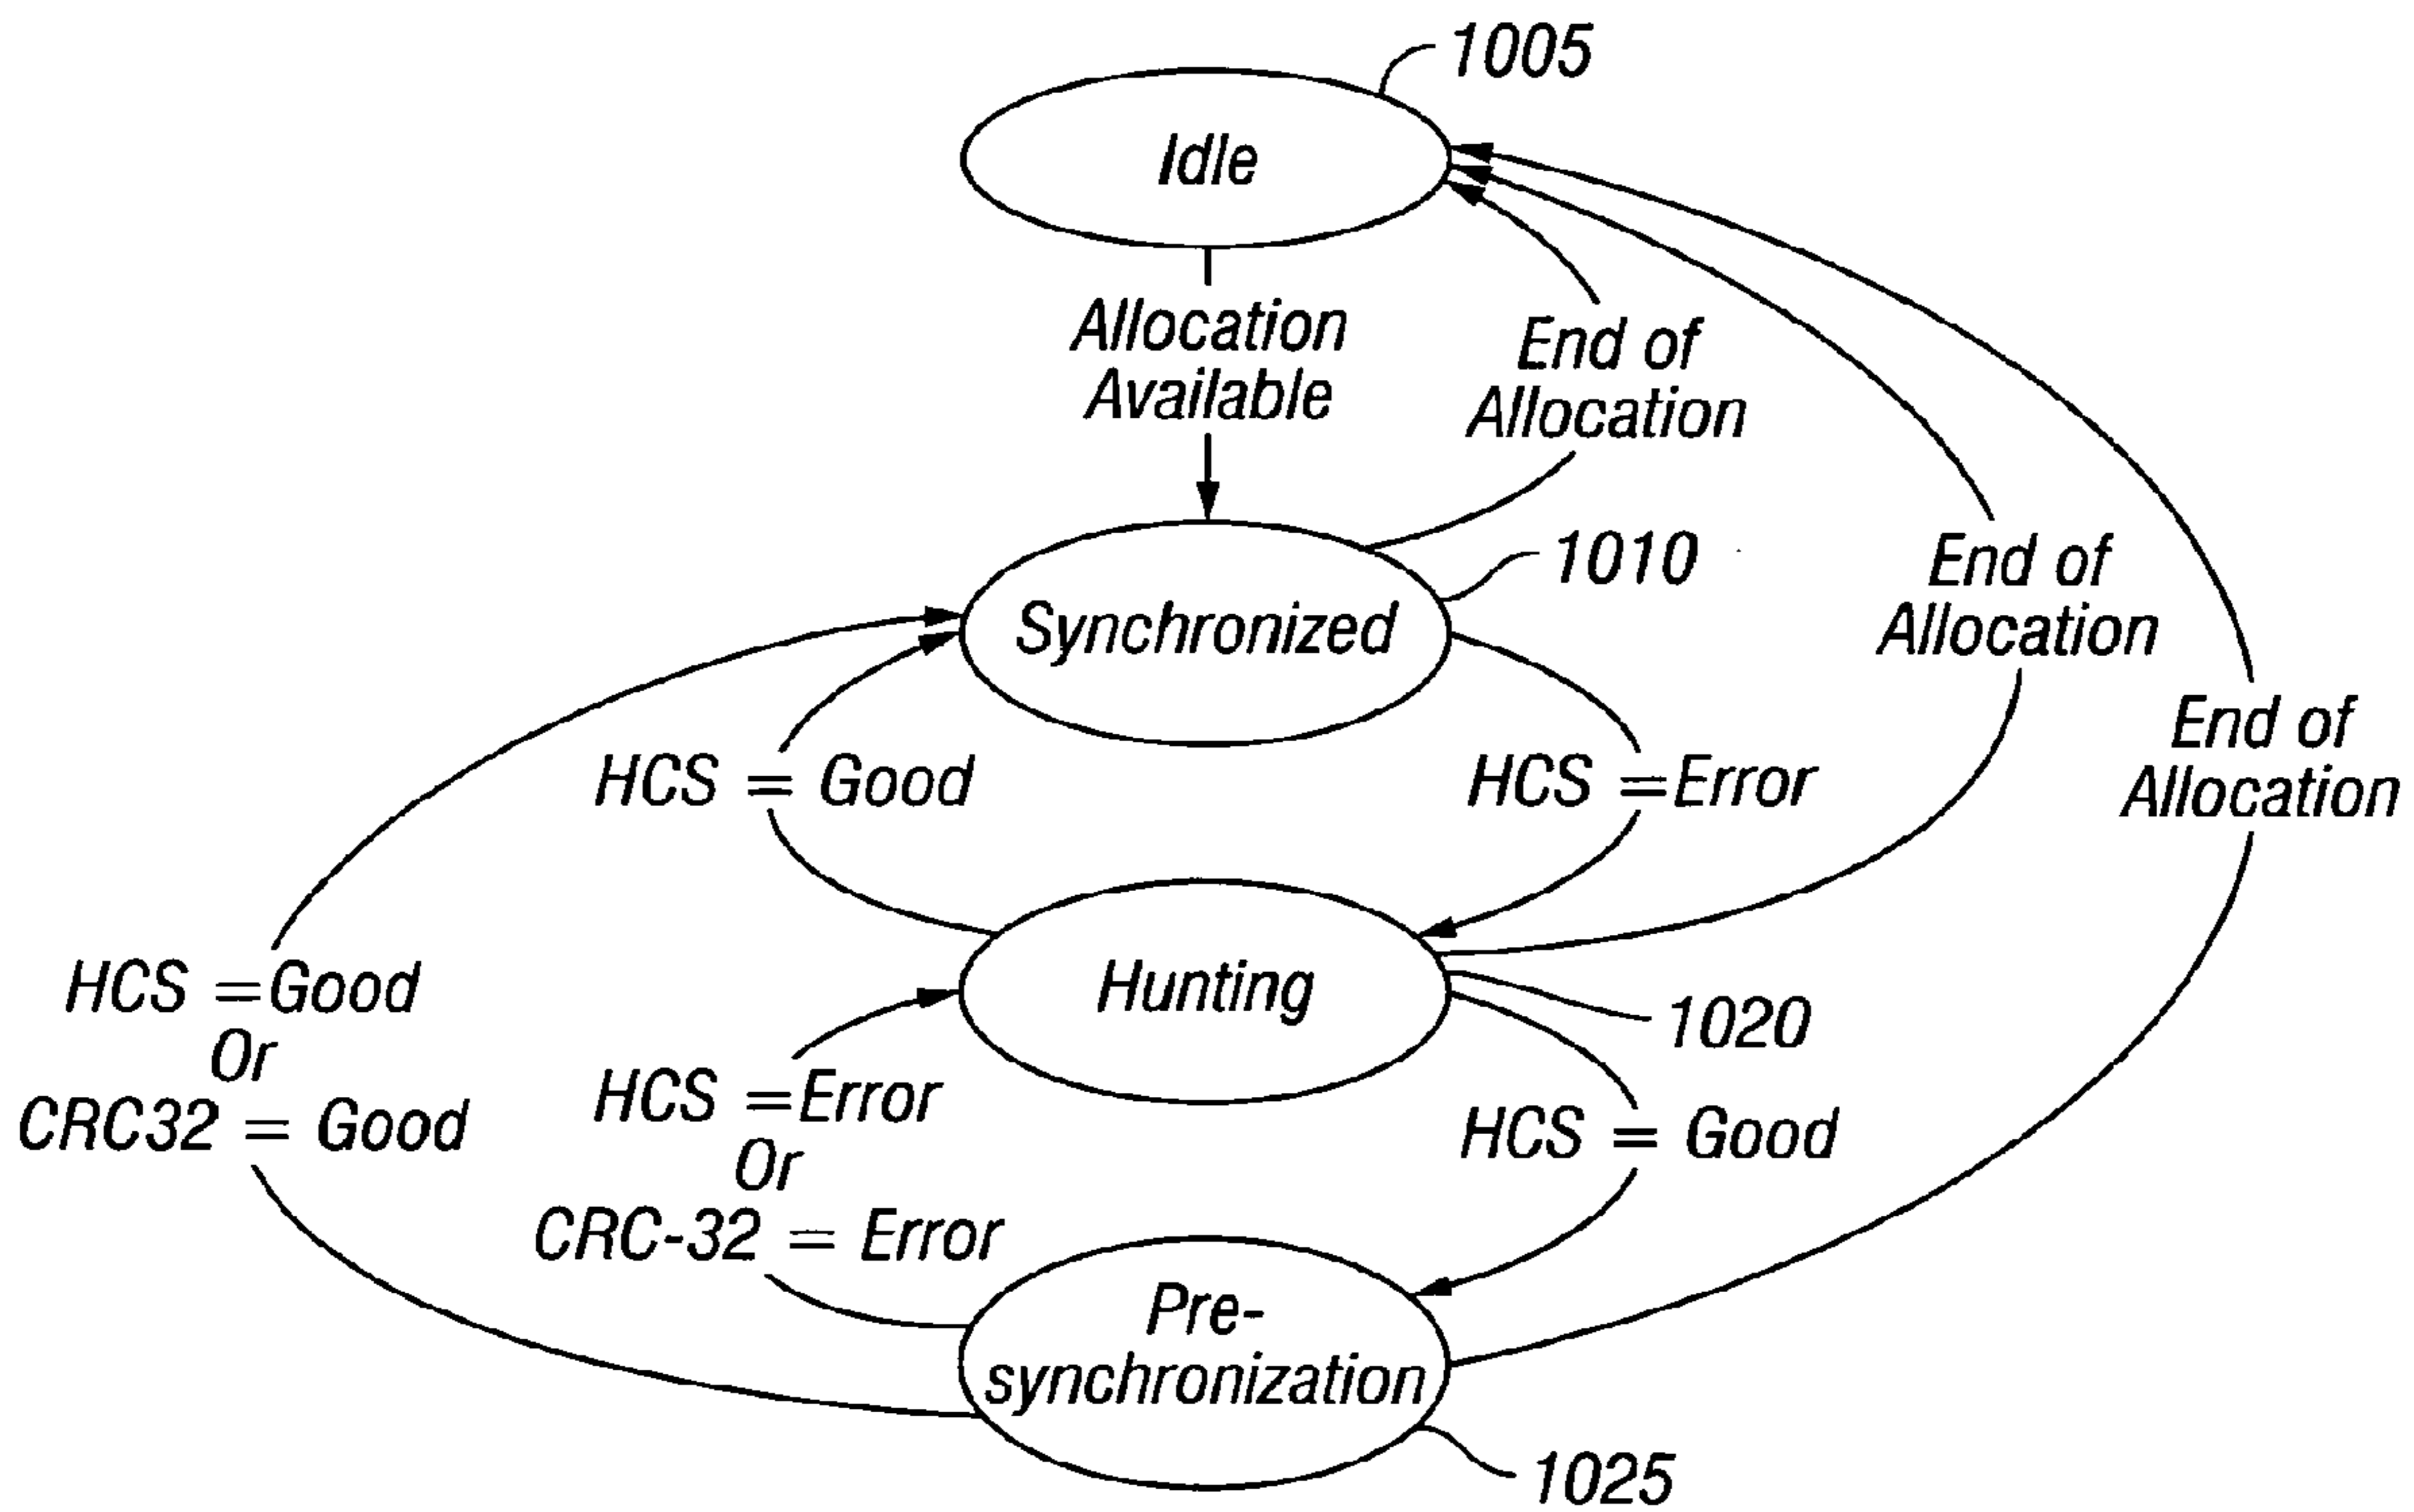 1005
Idle
Allocation
Available
End of
Allocation
1010
Synchronized
End of
Allocation
End of
Allocation
HCS = Good
HCS =Error
HCS =Good
Or
CRC32 = Good
Hunting
1020
HCS =Error
Or
CRC-32 = Error
HCS = Good
Pre-
synchronization
1025